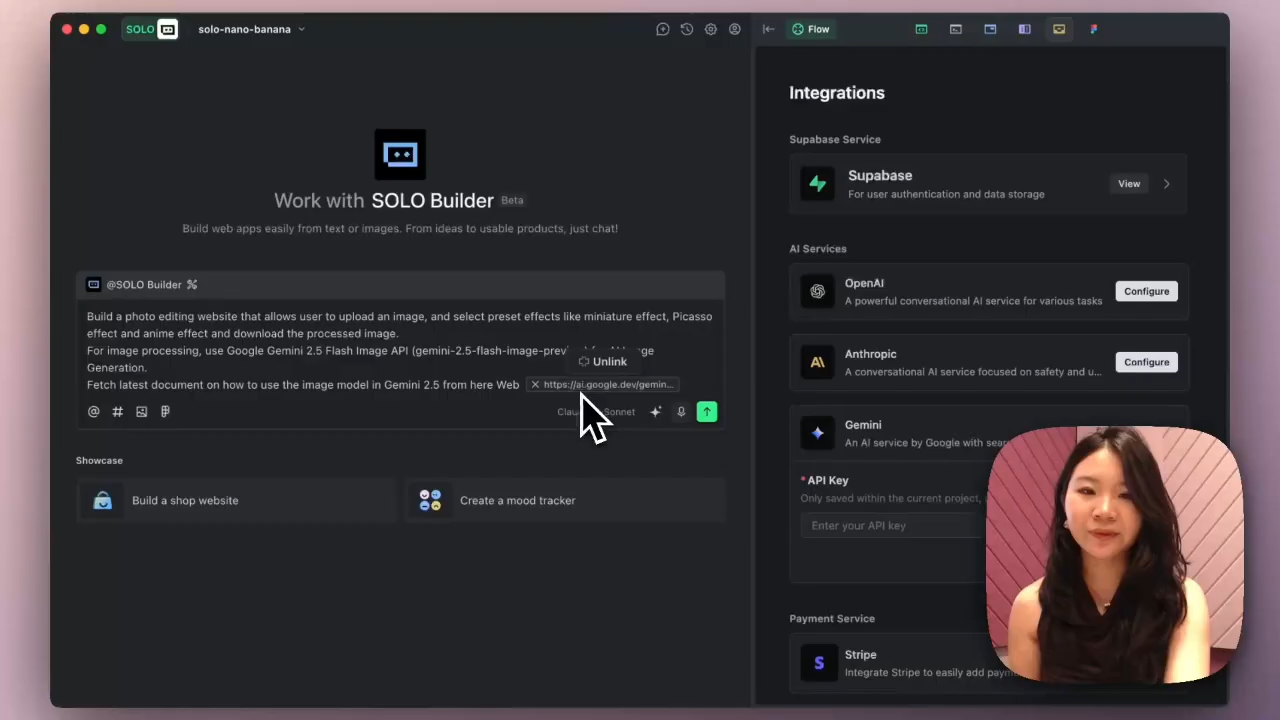 SOLO
solo-nano-banana
Flow
Work with SOLO Builder Beta
Build web apps easily from text or images. From ideas to usable products, just chat!
@SOLO Builder
Build a photo editing website that allows user to upload an image, and select preset effects like miniature effect, Picasso
effect and anime effect and download the processed image.
For image processing, use Google Gemini 2.5 Flash Image API (gemini-2.5-flash-image-previ Image
Generation.
Unlink
Fetch latest document on how to use the image model in Gemini 2.5 from here Web https://ai.google.dev/gemin...
Sonnet
Showcase
Build a shop website
Create a mood tracker
Integrations
Supabase Service
Supabase
For user authentication and data storage
View
AI Services
OpenAI
A powerful conversational AI service for various tasks
Configure
Anthropic
A conversational AI service focused on safety and u...
Configure
Gemini
An AI service by Google with sear
* API Key
Only saved within the current project,
Enter your API key
Payment Service
Stripe
Integrate Stripe to easily add paym